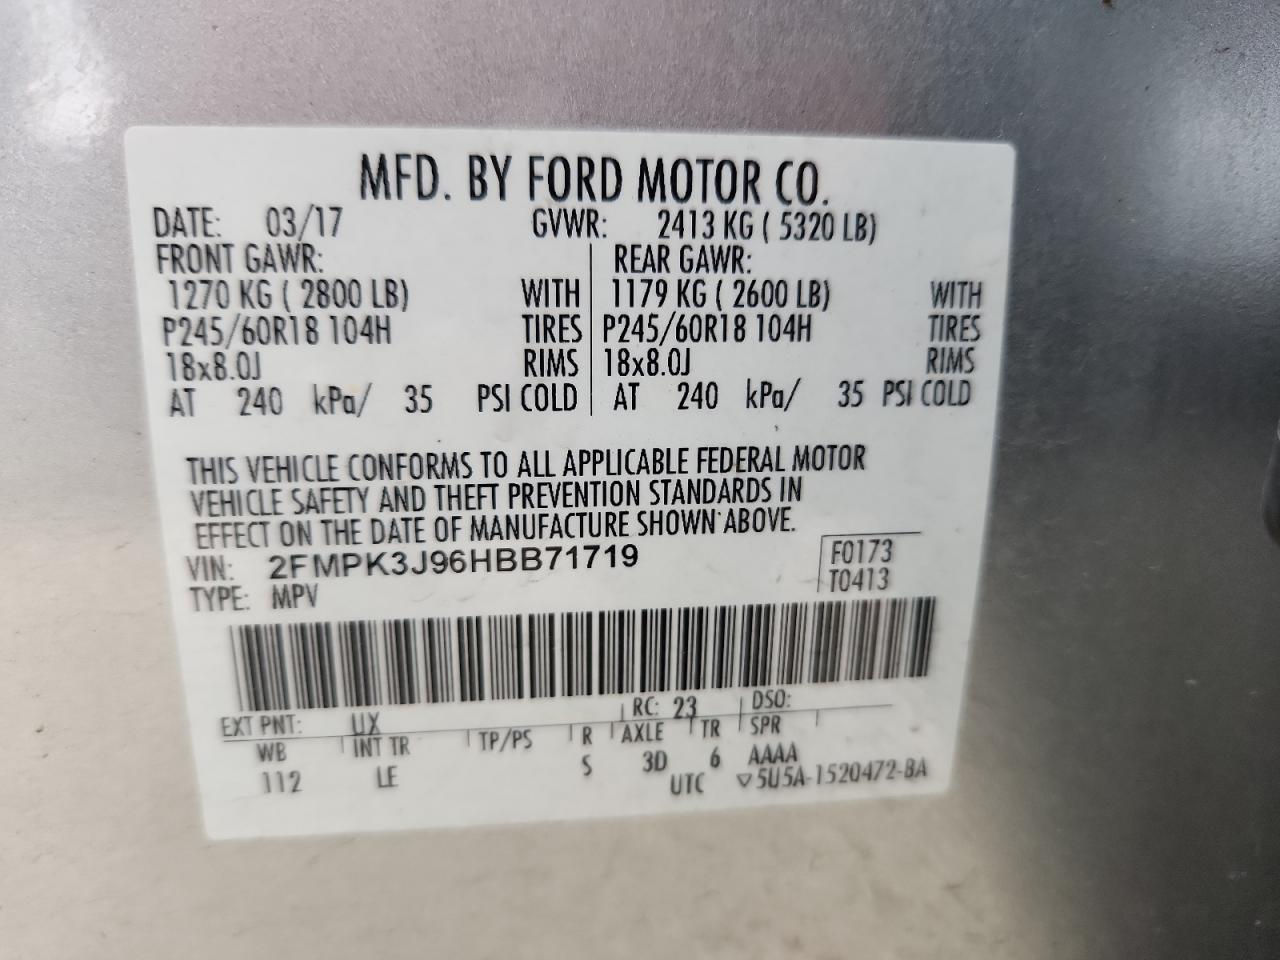 MFD. BY FORD MOTOR CO.
DATE: 03/17 GVWR: 2413 KG ( 5320 LB)
FRONT GAWR: REAR GAWR:
1270 KG ( 2800 LB) WITH 1179 KG ( 2600 LB) WITH
P245/60R18 104H TIRES P245/60R18 104H TIRES
18x8.0J RIMS 18x8.0J RIMS
AT 240 kPa/ 35 PSI COLD AT 240 kPa/ 35 PSI COLD
THIS VEHICLE CONFORMS TO ALL APPLICABLE FEDERAL MOTOR
VEHICLE SAFETY AND THEFT PREVENTION STANDARDS IN
EFFECT ON THE DATE OF MANUFACTURE SHOWN ABOVE.
VIN: 2FMPK3J96HBB71719 F0173
TYPE: MPV T0413
EXT PNT: UX RC: 23 DSO:
WB INT TR TP/PS R AXLE TR SPR
112 LE S 3D 6 AAAA
UTC ▽5U5A-1520472-BA